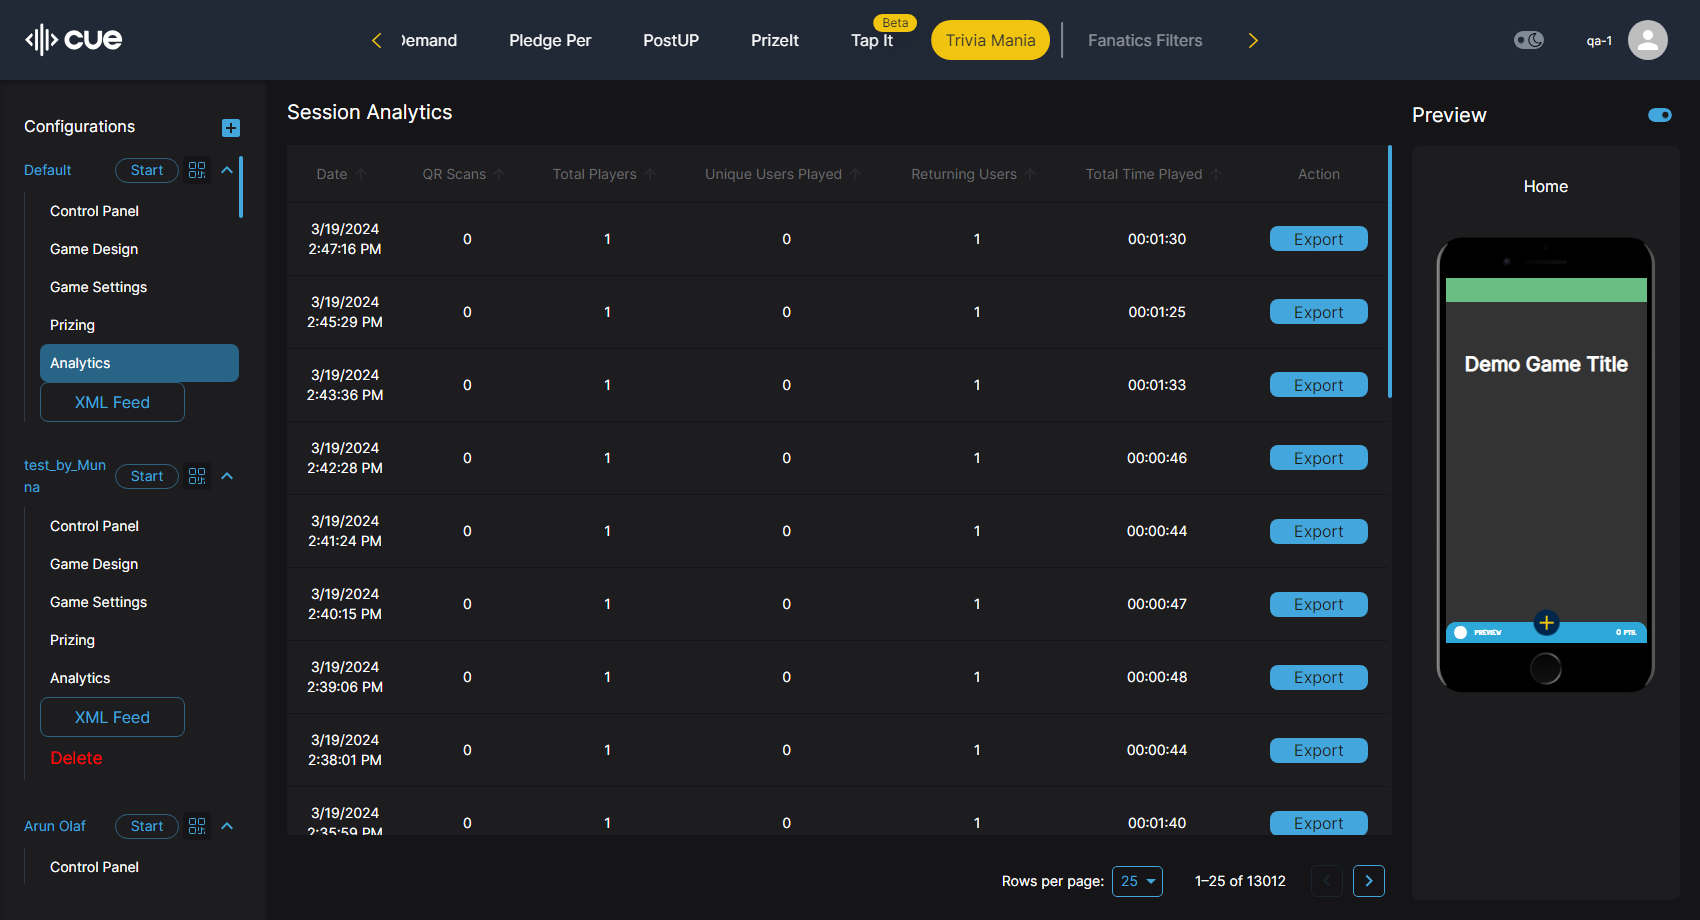 cue
Demand
Pledge Per
PostUP
PrizeIt
Tap It
Beta
Trivia Mania
Fanatics Filters
qa-1
Configurations
Default
Start
Control Panel
Game Design
Game Settings
Prizing
Analytics
XML Feed
test_by_Mun
na
Start
Control Panel
Game Design
Game Settings
Prizing
Analytics
XML Feed
Delete
Arun Olaf
Start
Control Panel
Session Analytics
Date QR Scans Total Players Unique Users Played Returning Users Total Time Played Action
3/19/2024
2:47:16 PM 0 1 0 1 00:01:30 Export
3/19/2024
2:45:29 PM 0 1 0 1 00:01:25 Export
3/19/2024
2:43:36 PM 0 1 0 1 00:01:33 Export
3/19/2024
2:42:28 PM 0 1 0 1 00:00:46 Export
3/19/2024
2:41:24 PM 0 1 0 1 00:00:44 Export
3/19/2024
2:40:15 PM 0 1 0 1 00:00:47 Export
3/19/2024
2:39:06 PM 0 1 0 1 00:00:48 Export
3/19/2024
2:38:01 PM 0 1 0 1 00:00:44 Export
3/19/2024
2:35:59 PM 0 1 0 1 00:01:40 Export
Rows per page: 25 1–25 of 13012
Preview
Home
Demo Game Title
PREVIEW
0 PTS.